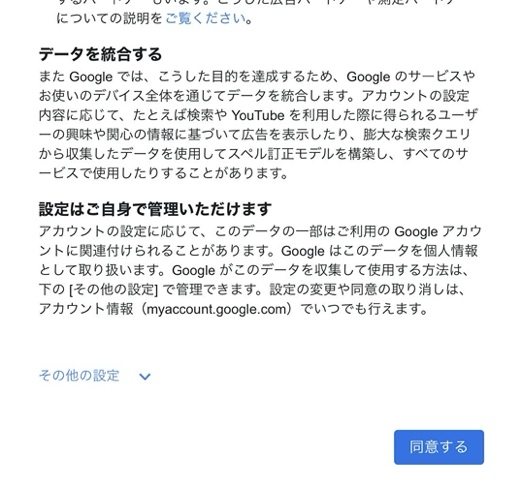 についての説明をご覧ください。
データを統合する
また Google では、こうした目的を達成するため、Google のサービスや
お使いのデバイス全体を通じてデータを統合します。アカウントの設定
内容に応じて、たとえば検索や YouTube を利用した際に得られるユーザ
ーの興味や関心の情報に基づいて広告を表示したり、膨大な検索クエリ
から収集したデータを使用してスペル訂正モデルを構築し、すべてのサ
ービスで使用したりすることがあります。
設定はご自身で管理いただけます
アカウントの設定に応じて、このデータの一部はご利用の Google アカウ
ントに関連付けられることがあります。Google はこのデータを個人情報
として取り扱います。Google がこのデータを収集して使用する方法は、
下の [その他の設定] で管理できます。設定の変更や同意の取り消しは、
アカウント情報（myaccount.google.com）でいつでも行えます。
その他の設定
同意する